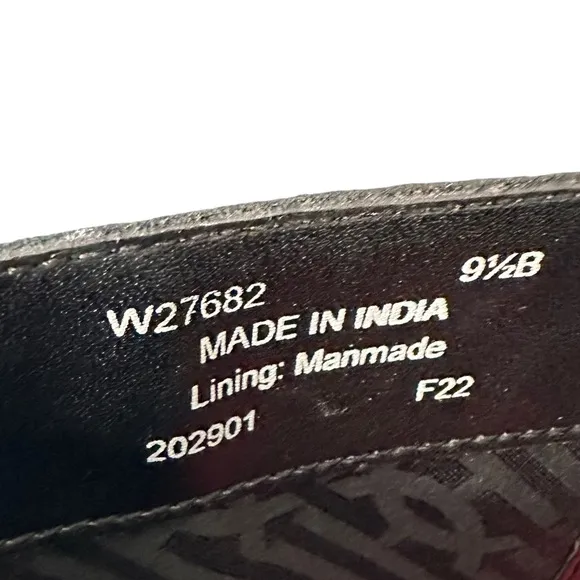 W27682 9½B
MADE IN INDIA
Lining: Manmade
202901 F22